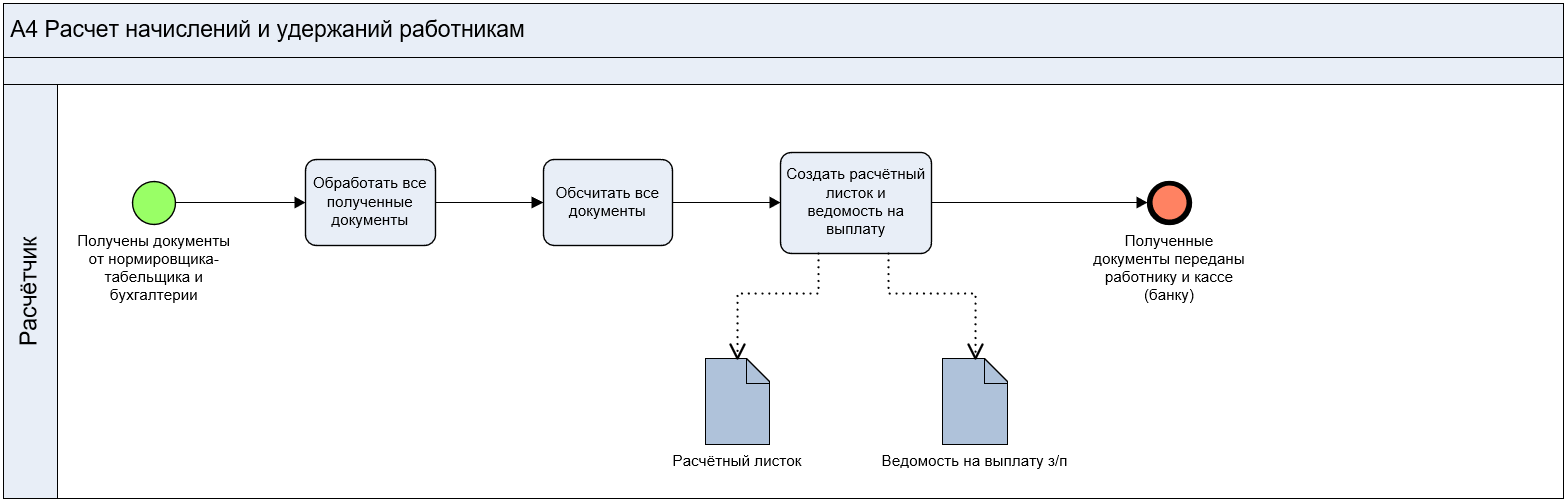 А4 Расчет начислений и удержаний работникам
Расчётчик
Получены документы
от нормировщика-
табельщика и
бухгалтерии
Обработать все
полученные
документы
Обсчитать все
документы
Создать расчётный
листок и
ведомость на
выплату
Полученные
документы переданы
работнику и кассе
(банку)
Расчётный листок
Ведомость на выплату з/п